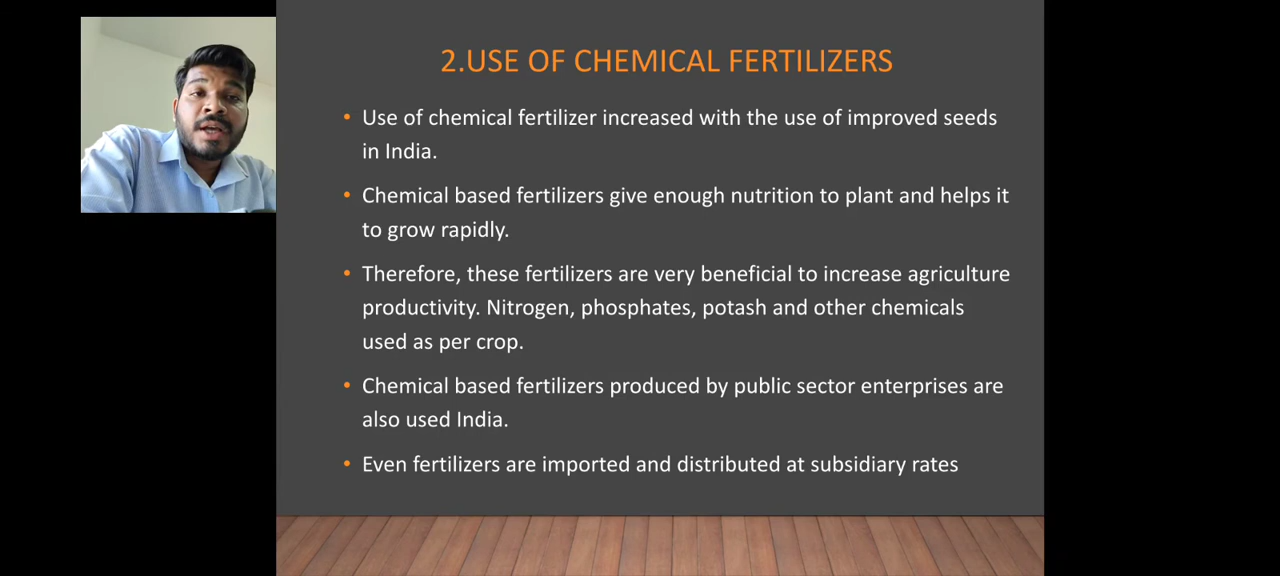 2.USE OF CHEMICAL FERTILIZERS
• Use of chemical fertilizer increased with the use of improved seeds
in India.
• Chemical based fertilizers give enough nutrition to plant and helps it
to grow rapidly.
• Therefore, these fertilizers are very beneficial to increase agriculture
productivity. Nitrogen, phosphates, potash and other chemicals
used as per crop.
• Chemical based fertilizers produced by public sector enterprises are
also used India.
• Even fertilizers are imported and distributed at subsidiary rates